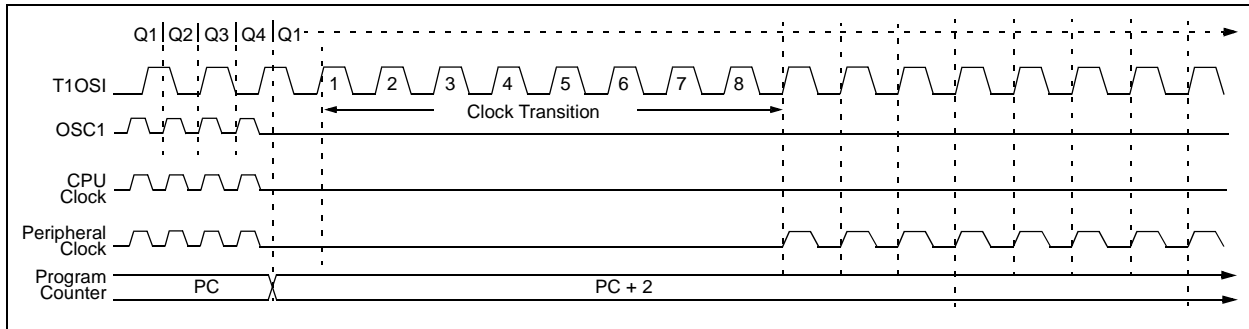 Q1 Q2 Q3 Q4 Q1
T1OSI
1 2 3 4 5 6 7 8
Clock Transition
OSC1
CPU
Clock
Peripheral
Clock
Program
Counter
PC
PC + 2